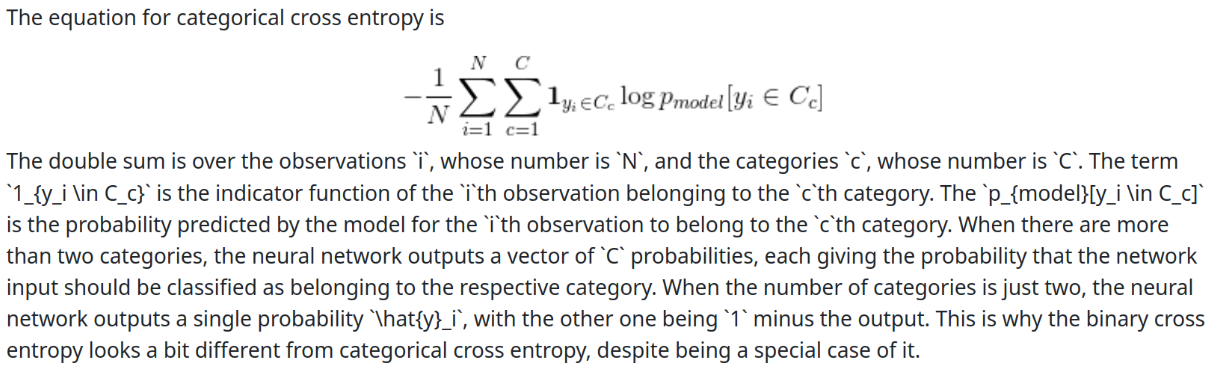 The equation for categorical cross entropy is
-\frac{1}{N} \sum_{i=1}^{N} \sum_{c=1}^{C} \mathbf{1}_{y_i \in C_c} \log p_{model}[y_i \in C_c]
The double sum is over the observations `i`, whose number is `N`, and the categories `c`, whose number is `C`. The term
`1_{y_i \in C_c}` is the indicator function of the `i`th observation belonging to the `c`th category. The `p_{model}[y_i \in C_c]`
is the probability predicted by the model for the `i`th observation to belong to the `c`th category. When there are more
than two categories, the neural network outputs a vector of `C` probabilities, each giving the probability that the network
input should be classified as belonging to the respective category. When the number of categories is just two, the neural
network outputs a single probability `\hat{y}_i`, with the other one being `1` minus the output. This is why the binary cross
entropy looks a bit different from categorical cross entropy, despite being a special case of it.